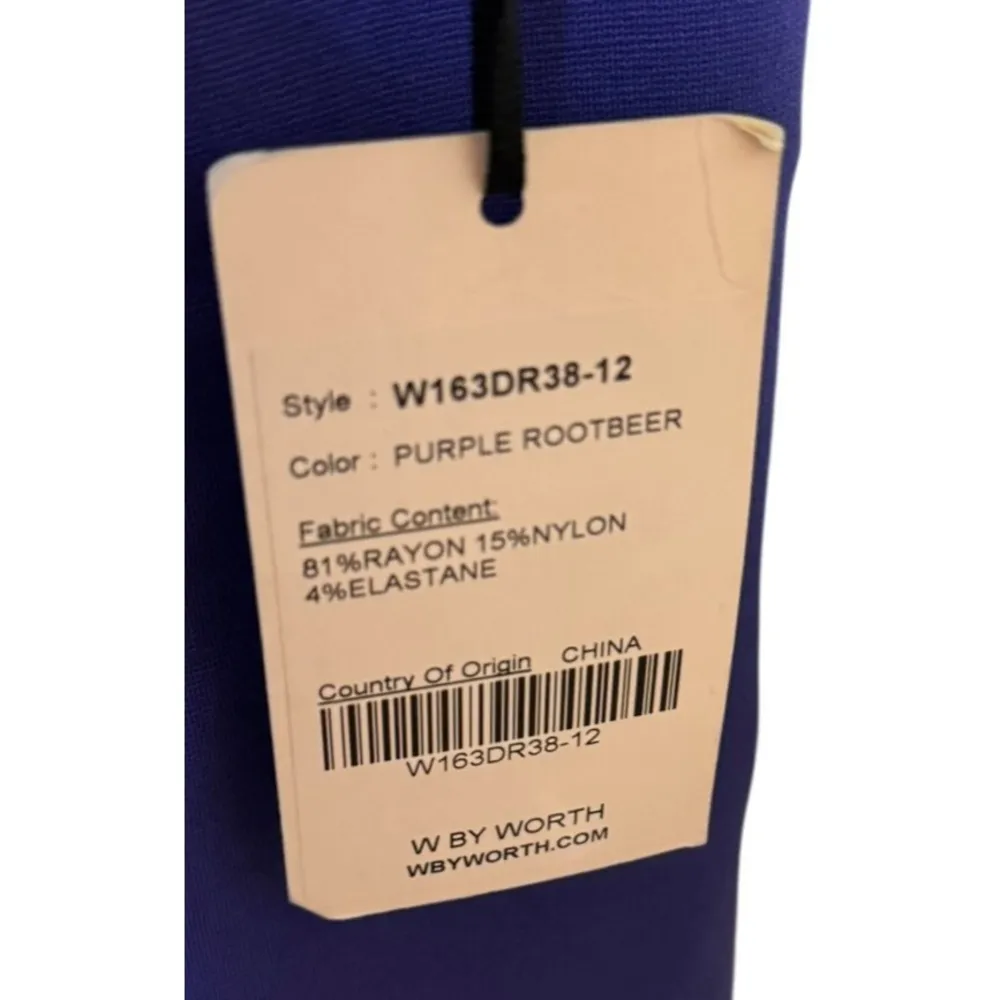 Style : W163DR38-12
Color : PURPLE ROOTBEER
Fabric Content:
81%RAYON 15%NYLON
4%ELASTANE
Country Of Origin CHINA
W163DR38-12
W BY WORTH
WBYWORTH.COM